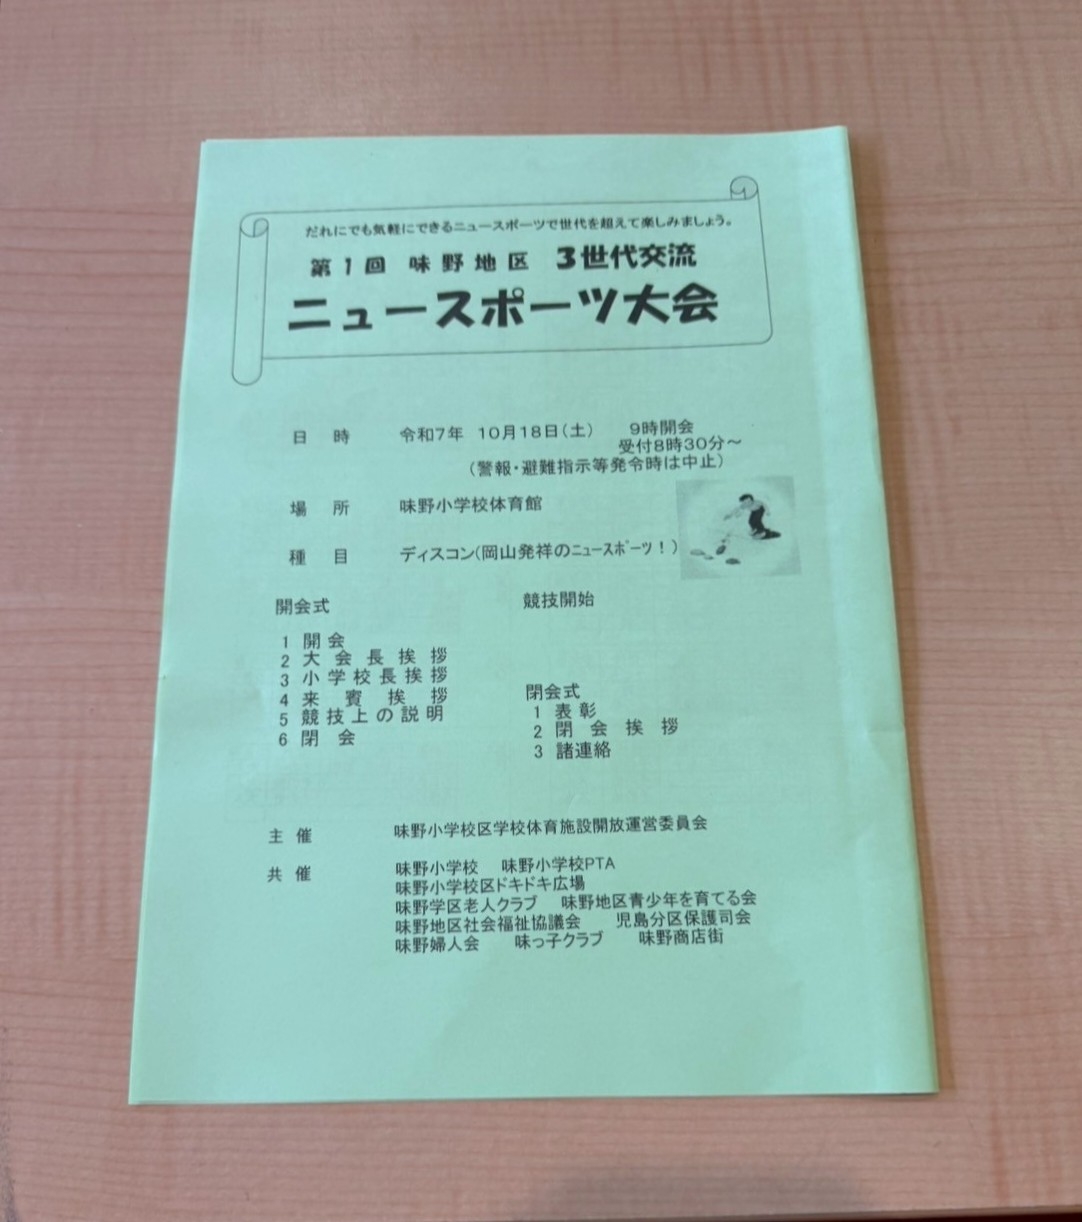 だれにでも気軽にできるニュースポーツで世代を超えて楽しみましょう。
第1回 味野地区 3世代交流
ニュースポーツ大会
日時 令和7年 10月18日(土) 9時開会
受付8時30分～
(警報・避難指示等発令時は中止)
場所 味野小学校体育館
種目 ディスコン(岡山発祥のﾆｭｰｽﾎﾟｰﾂ！)
開会式
1 開会
2 大会長挨拶
3 小学校長挨拶
4 来賓挨拶
5 競技上の説明
6 閉会
競技開始
閉会式
1 表彰
2 閉会挨拶
3 諸連絡
主催 味野小学校区学校体育施設開放運営委員会
共催 味野小学校 味野小学校PTA
味野小学校区ドキドキ広場
味野学区老人クラブ 味野地区青少年を育てる会
味野地区社会福祉協議会 児島分区保護司会
味野婦人会 味っ子クラブ 味野商店街